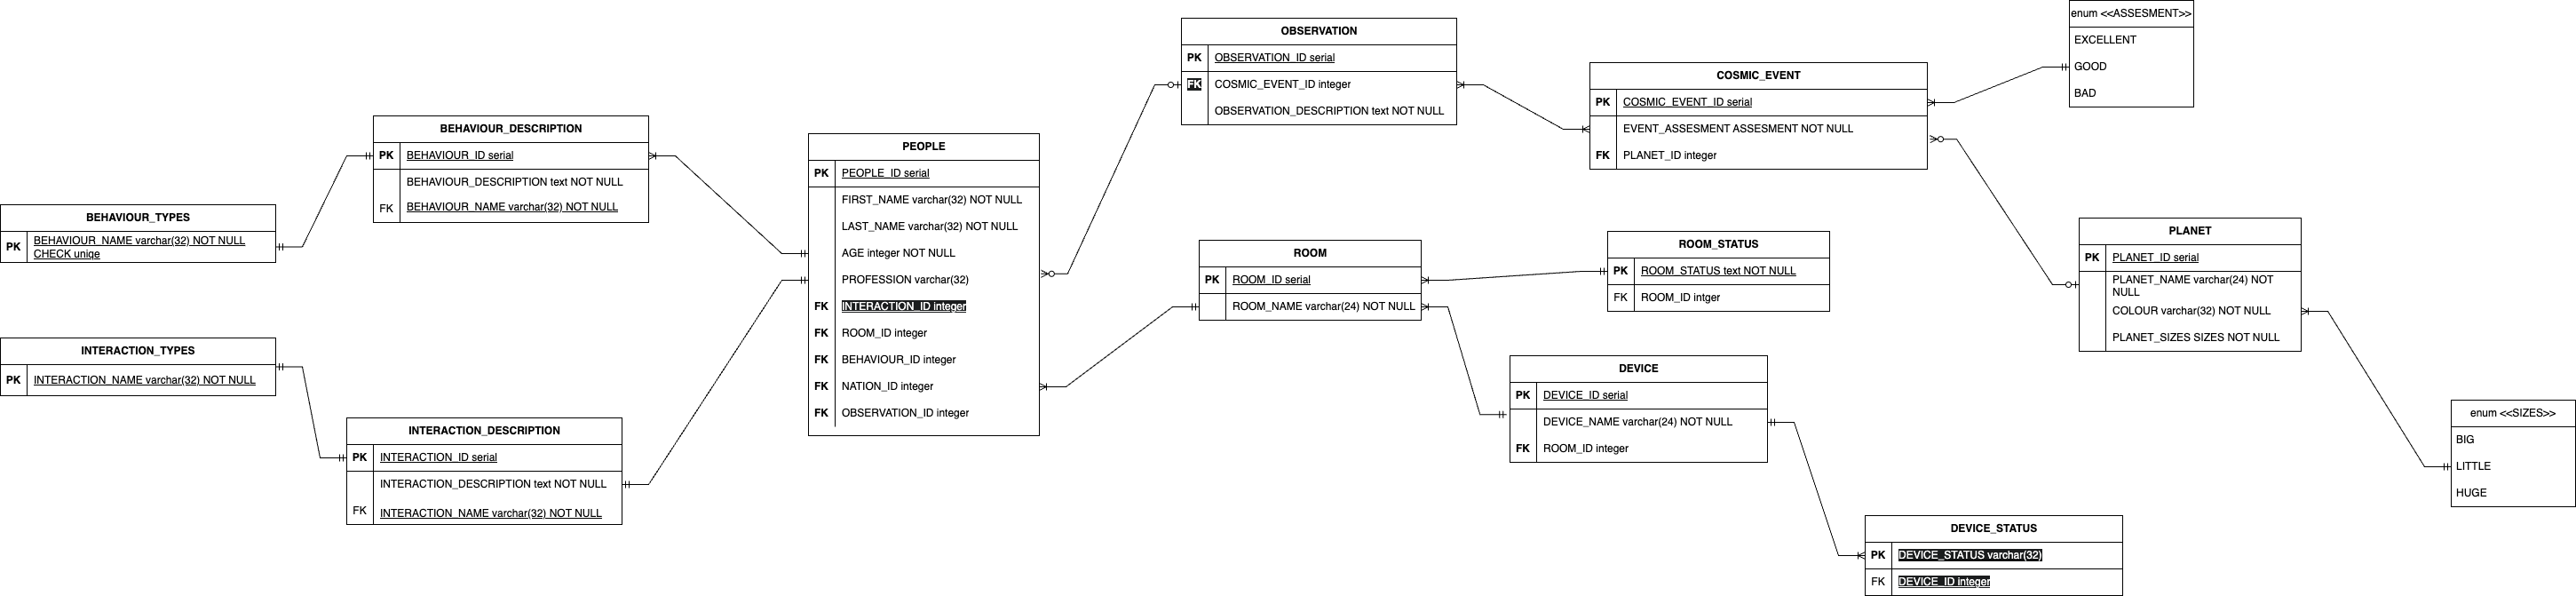 BEHAVIOUR_TYPES
PK BEHAVIOUR_NAME varchar(32) NOT NULL
CHECK uniqe
INTERACTION_TYPES
PK INTERACTION_NAME varchar(32) NOT NULL
BEHAVIOUR_DESCRIPTION
PK BEHAVIOUR_ID serial
BEHAVIOUR_DESCRIPTION text NOT NULL
FK BEHAVIOUR_NAME varchar(32) NOT NULL
INTERACTION_DESCRIPTION
PK INTERACTION_ID serial
INTERACTION_DESCRIPTION text NOT NULL
FK INTERACTION_NAME varchar(32) NOT NULL
PEOPLE
PK PEOPLE_ID serial
FIRST_NAME varchar(32) NOT NULL
LAST_NAME varchar(32) NOT NULL
AGE integer NOT NULL
PROFESSION varchar(32)
FK INTERACTION_ID integer
FK ROOM_ID integer
FK BEHAVIOUR_ID integer
FK NATION_ID integer
FK OBSERVATION_ID integer
OBSERVATION
PK OBSERVATION_ID serial
FK COSMIC_EVENT_ID integer
OBSERVATION_DESCRIPTION text NOT NULL
ROOM
PK ROOM_ID serial
ROOM_NAME varchar(24) NOT NULL
COSMIC_EVENT
PK COSMIC_EVENT_ID serial
EVENT_ASSESMENT ASSESMENT NOT NULL
FK PLANET_ID integer
ROOM_STATUS
PK ROOM_STATUS text NOT NULL
FK ROOM_ID intger
DEVICE
PK DEVICE_ID serial
DEVICE_NAME varchar(24) NOT NULL
FK ROOM_ID integer
DEVICE_STATUS
PK DEVICE_STATUS varchar(32)
FK DEVICE_ID integer
enum <<ASSESMENT>>
EXCELLENT
GOOD
BAD
PLANET
PK PLANET_ID serial
PLANET_NAME varchar(24) NOT
NULL
COLOUR varchar(32) NOT NULL
PLANET_SIZES SIZES NOT NULL
enum <<SIZES>>
BIG
LITTLE
HUGE